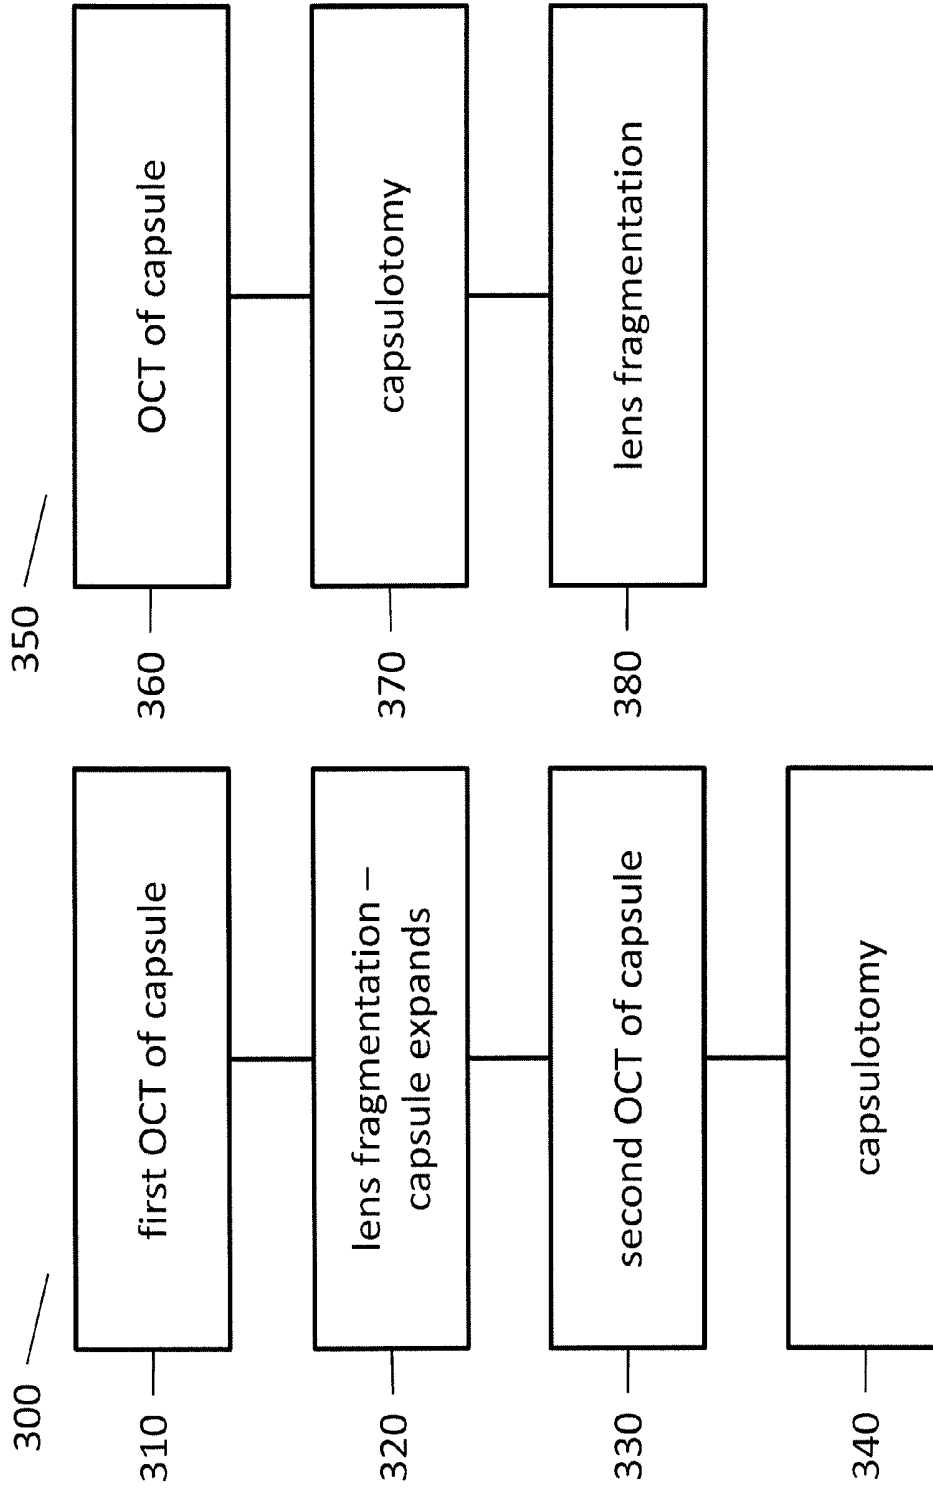 300
310
first OCT of capsule
320
lens fragmentation –
capsule expands
330
second OCT of capsule
340
capsulotomy
350
360
OCT of capsule
370
capsulotomy
380
lens fragmentation